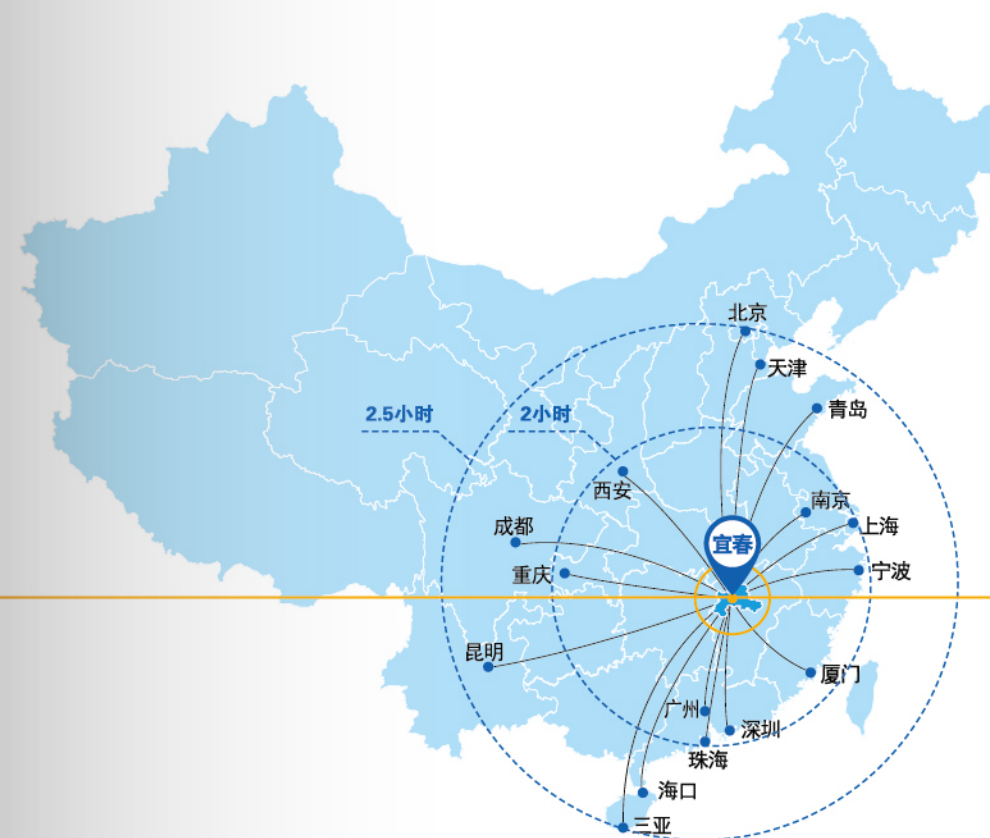 北京
天津
青岛
2.5小时
2小时
西安
南京
成都
上海
宜春
重庆
宁波
昆明
厦门
广州
深圳
珠海
海口
三亚